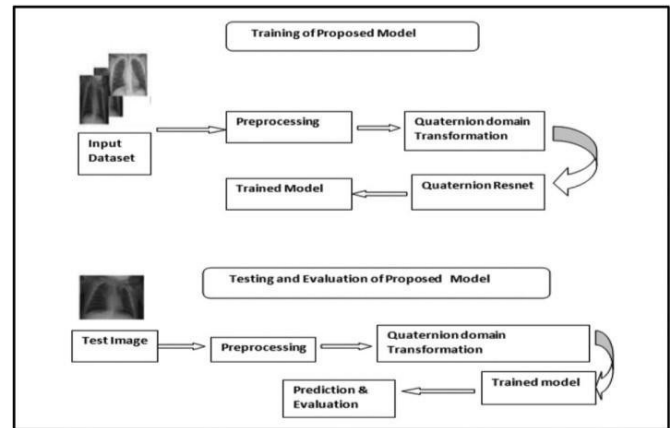 Training of Proposed Model
Input
Dataset
Preprocessing
Quaternion domain
Transformation
Quaternion Resnet
Trained Model
Testing and Evaluation of Proposed Model
Test Image
Preprocessing
Quaternion domain
Transformation
Trained model
Prediction &
Evaluation